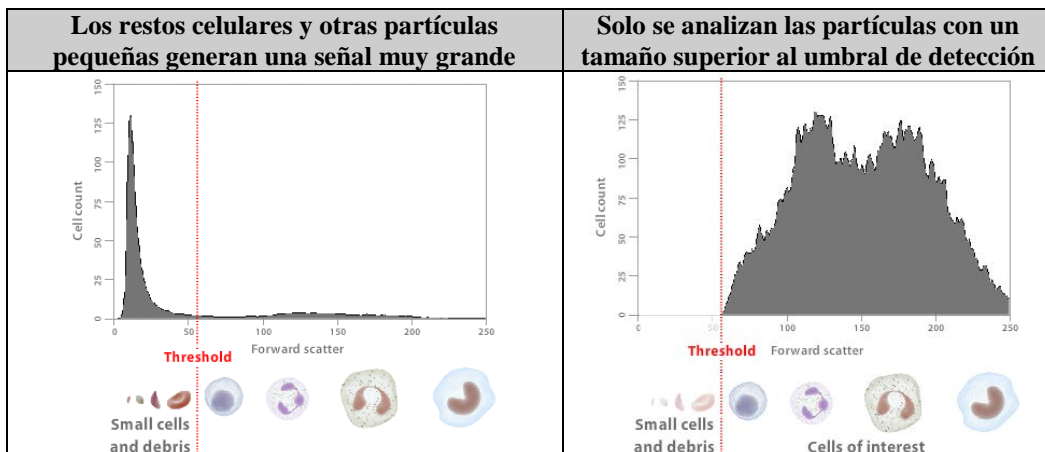 Los restos celulares y otras partículas
pequeñas generan una señal muy grande
Solo se analizan las partículas con un
tamaño superior al umbral de detección
150
125
100
75
50
25
0
Cell count
0
50
100
150
200
250
Threshold
Forward scatter
Small cells
and debris
150
125
100
75
50
25
0
Cell count
0
50
100
150
200
250
Threshold
Forward scatter
Small cells
and debris
Cells of interest